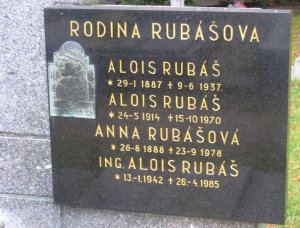 RODINA RUBÁŠOVA
ALOIS RUBÁŠ
*29-1 1887 +9-6 1937.
ALOIS RUBÁŠ
*24-5 1914 +15-10 1970
ANNA RUBÁŠOVÁ
*26-8 1888 +23-9 1978
ING. ALOIS RUBÁŠ
*13.-1.1942 +26.-4.1985